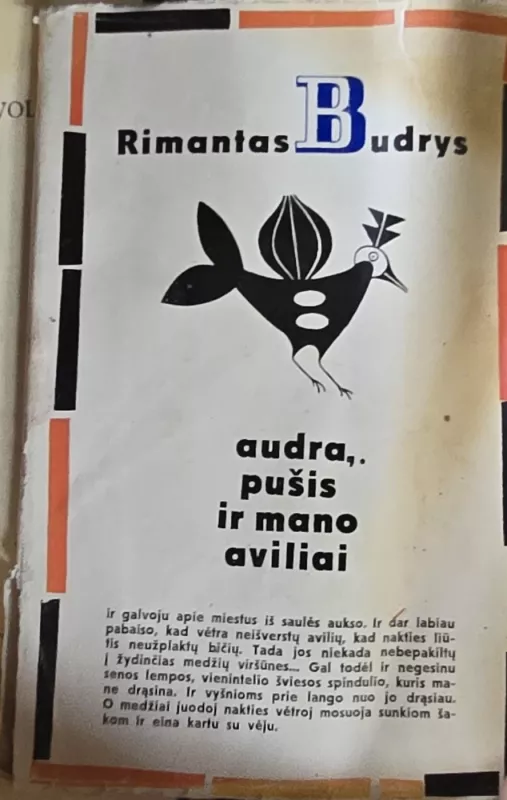 VOL
Rimantas Budrys
audra,
pušis
ir mano
aviliai
ir galvoju apie miestus iš saulės aukso. Ir dar labiau
pabaiso, kad vėtra neišverstų avilių, kad nakties liū-
tis neužplaktų bičių. Tada jos niekada nebepakiltų
į žydinčias medžių viršūnes... Gal todėl ir negesinu
senos lempos, vienintelio šviesos spindulio, kuris ma-
ne drąsina. Ir vyšnioms prie lango nuo jo drąsiau.
O medžiai juodoj nakties vėtroj mosuoja sunkiom ša-
kom ir eina kartu su vėju.